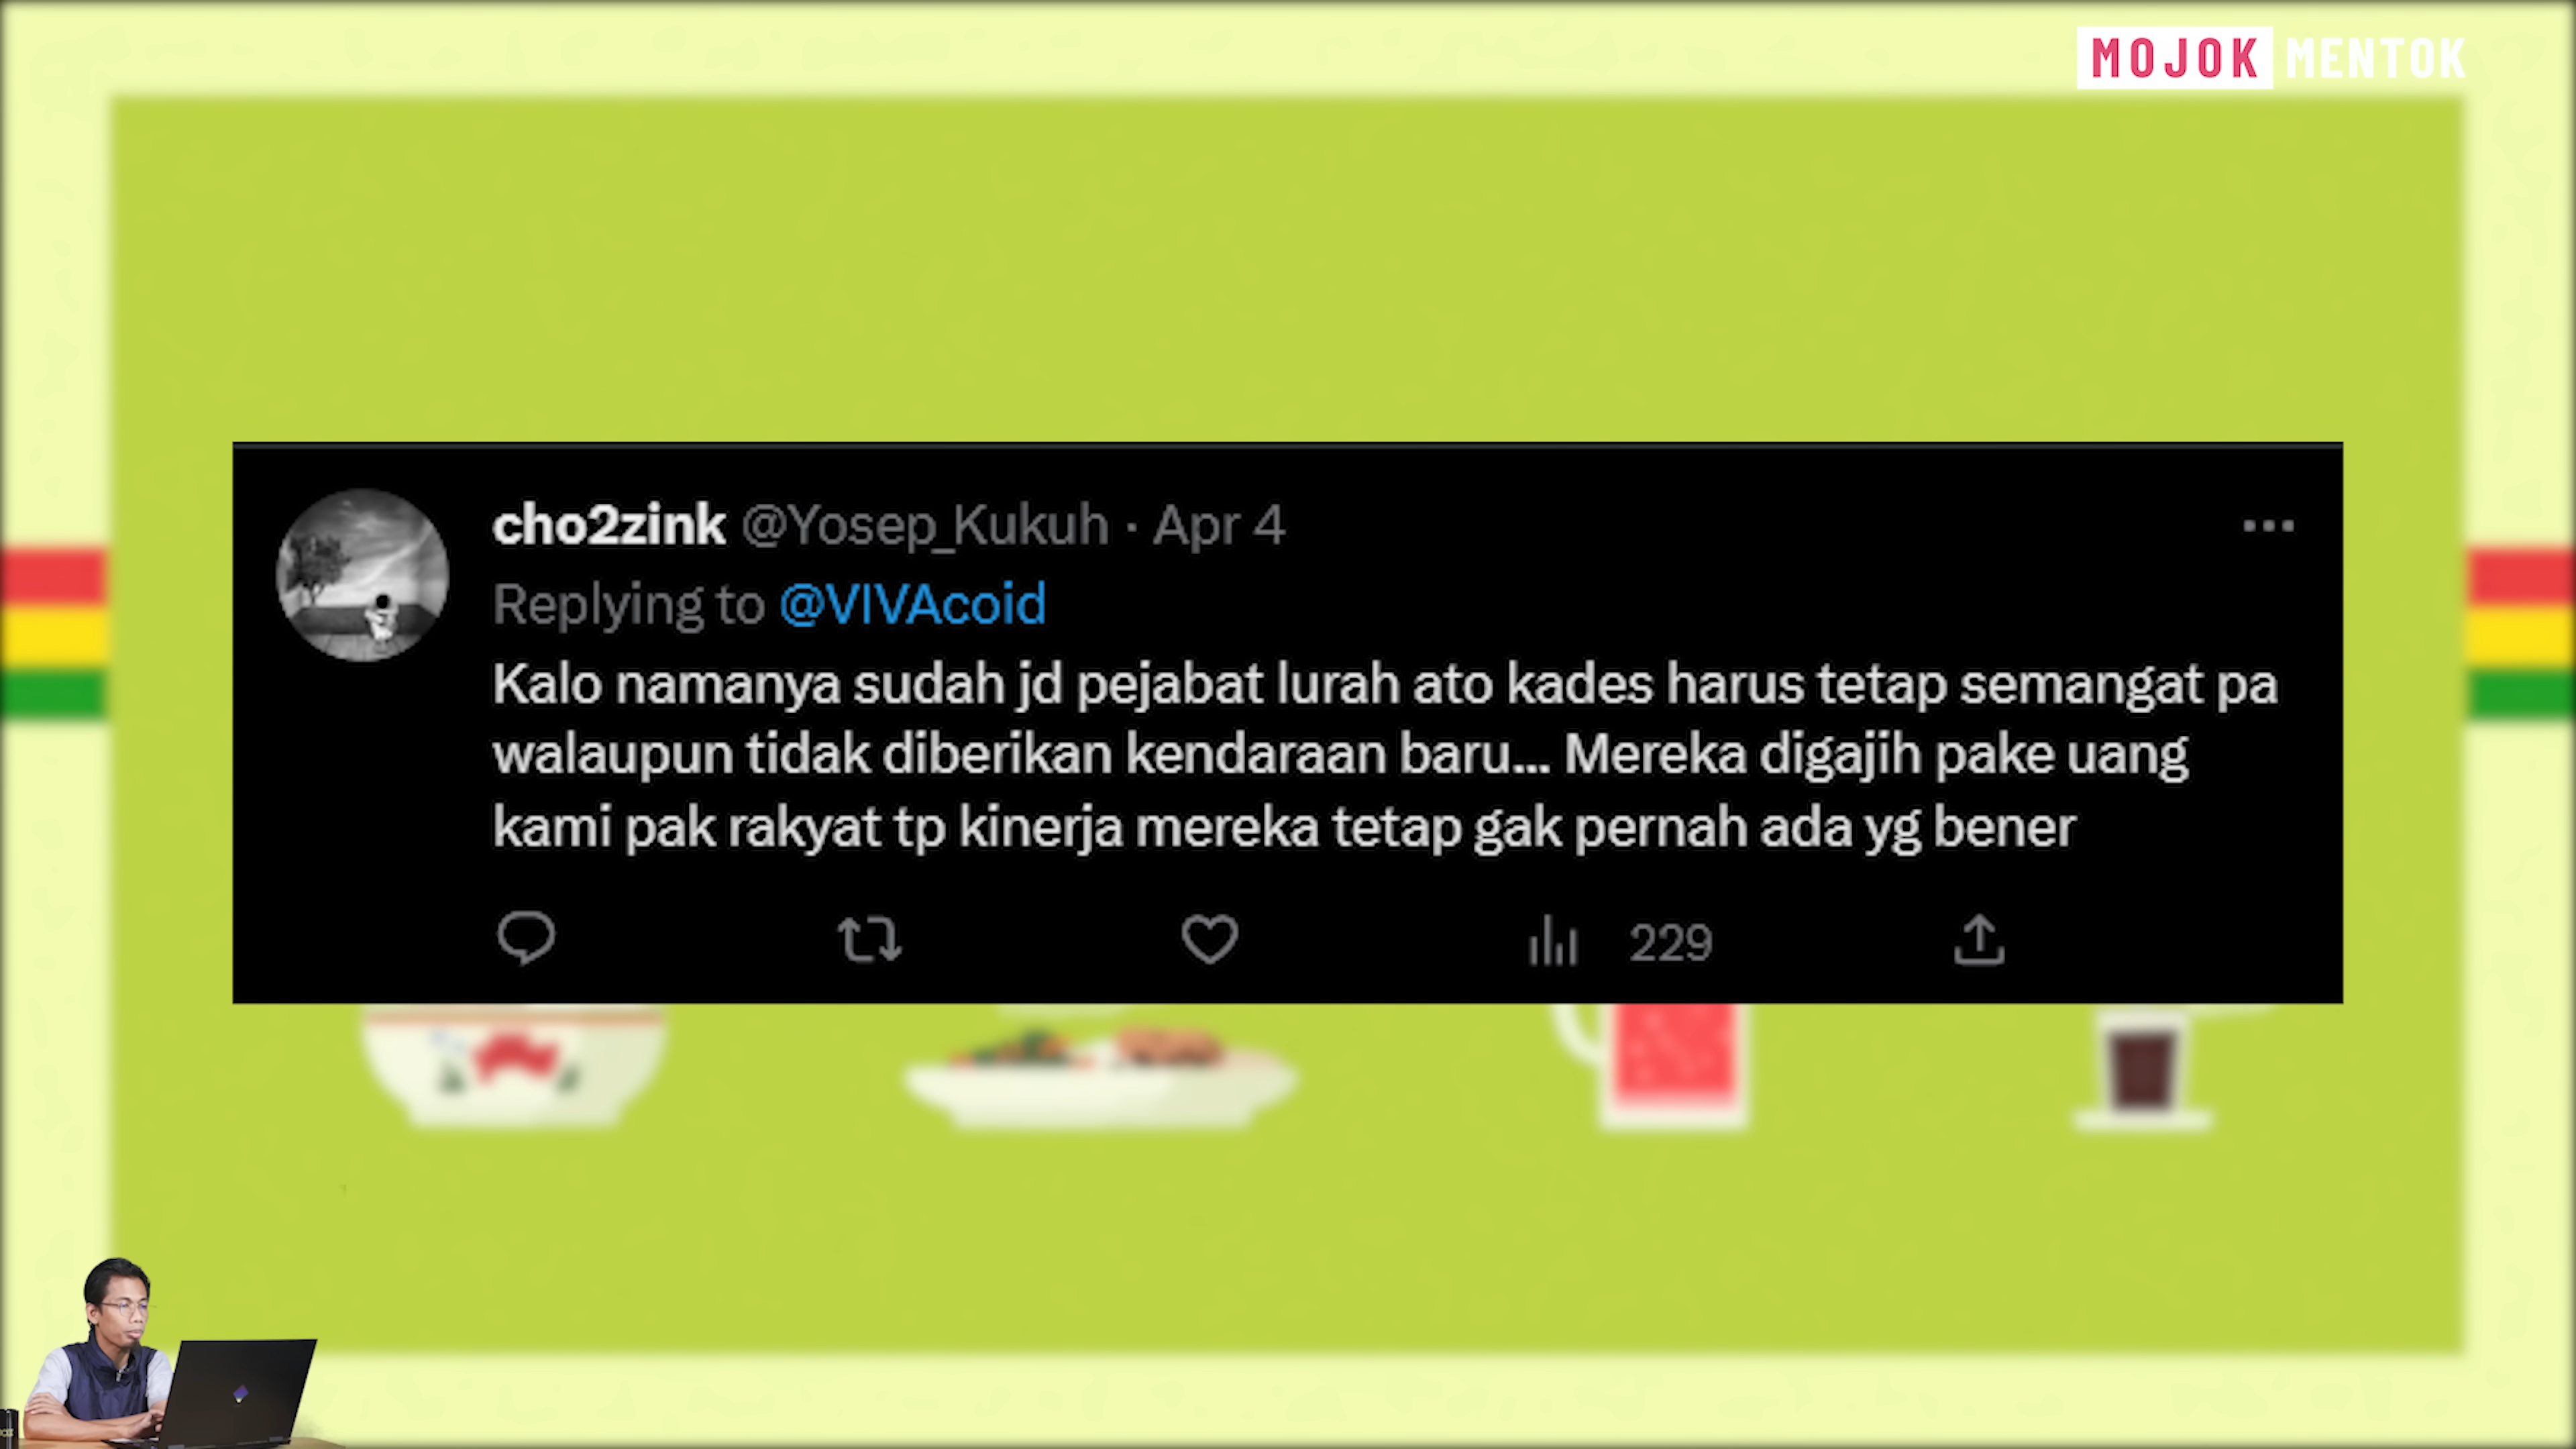 MOJOK MENTOK
cho2zink @Yosep_Kukuh · Apr 4
Replying to @VIVAcoid
Kalo namanya sudah jd pejabat lurah ato kades harus tetap semangat pa
walaupun tidak diberikan kendaraan baru... Mereka digajih pake uang
kami pak rakyat tp kinerja mereka tetap gak pernah ada yg bener
229